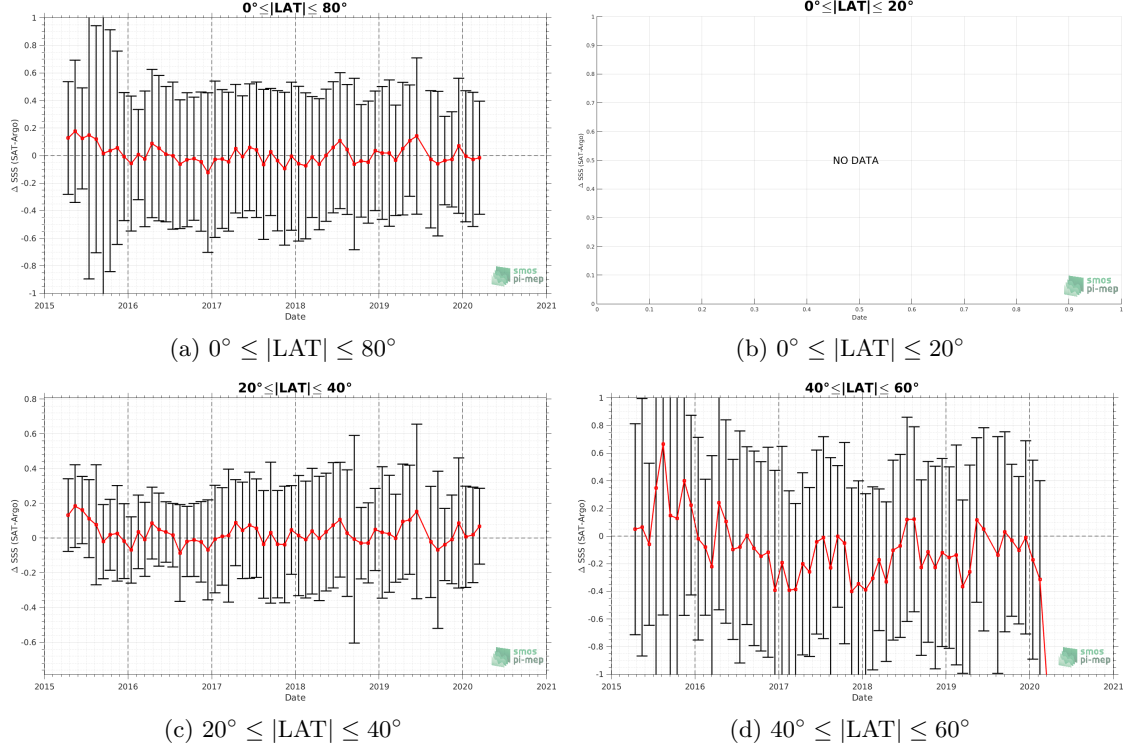 0°≤|LAT|≤ 80°
1
0.8
0.6
0.4
0.2
0
-0.2
-0.4
-0.6
-0.8
-1
Δ SSS (SAT-Argo)
2015 2016 2017 2018 2019 2020 2021
Date
smos
pi-mep
(a) 0° ≤ |LAT| ≤ 80°
0°≤|LAT|≤ 20°
1
0.9
0.8
0.7
0.6
0.5
0.4
0.3
0.2
0.1
0
Δ SSS (SAT-Argo)
NO DATA
0 0.1 0.2 0.3 0.4 0.5 0.6 0.7 0.8 0.9 1
Date
smos
pi-mep
(b) 0° ≤ |LAT| ≤ 20°
20°≤|LAT|≤ 40°
0.8
0.6
0.4
0.2
0
-0.2
-0.4
-0.6
Δ SSS (SAT-Argo)
2015 2016 2017 2018 2019 2020 2021
Date
smos
pi-mep
(c) 20° ≤ |LAT| ≤ 40°
40°≤|LAT|≤ 60°
1
0.8
0.6
0.4
0.2
0
-0.2
-0.4
-0.6
-0.8
-1
Δ SSS (SAT-Argo)
2015 2016 2017 2018 2019 2020 2021
Date
smos
pi-mep
(d) 40° ≤ |LAT| ≤ 60°